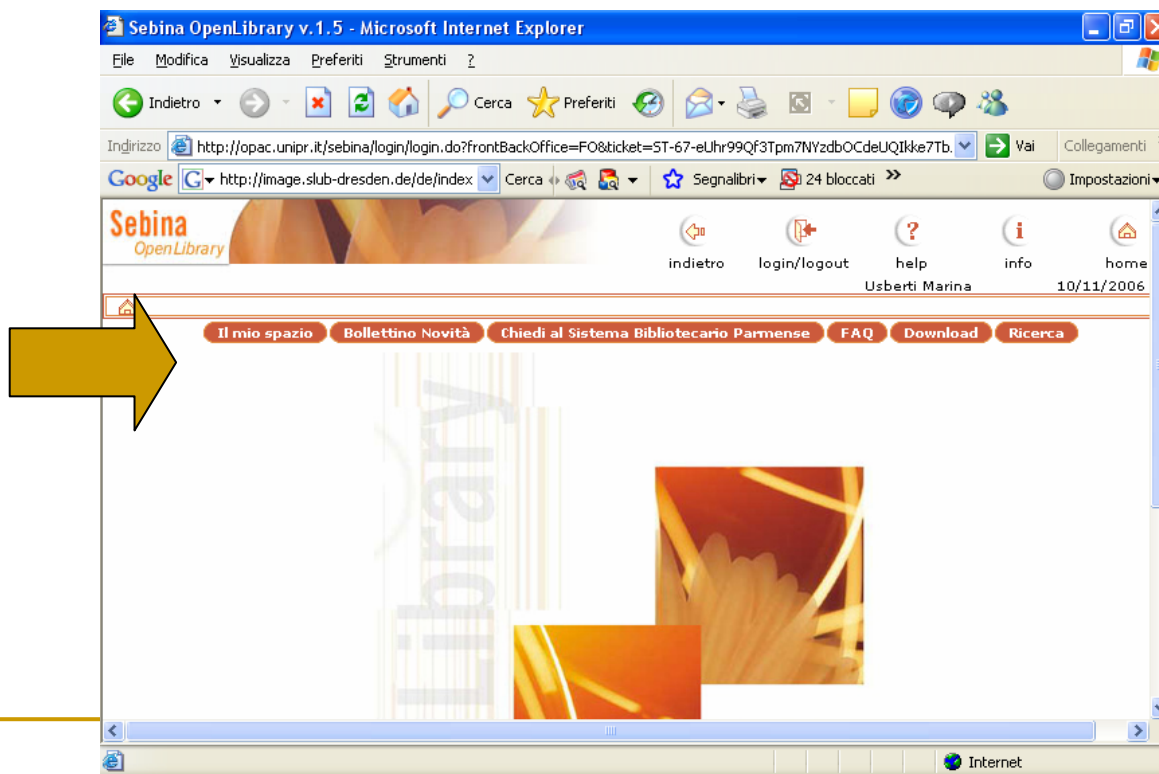 Sebina OpenLibrary v.1.5 - Microsoft Internet Explorer
File Modifica Visualizza Preferiti Strumenti ?
Indietro Cerca Preferiti
Indirizzo http://opac.unipr.it/sebina/login/login.do?frontBackOffice=FO&ticket=ST-67-eUhr99Qf3Tpm7NYzdbOCdeUQIkke7Tb. Vai Collegamenti
Google G http://image.slub-dresden.de/de/index Cerca Segnalibri 24 bloccati » Impostazioni
Sebina
OpenLibrary
indietro login/logout help info home
Usberti Marina 10/11/2006
Il mio spazio Bollettino Novità Chiedi al Sistema Bibliotecario Parmense FAQ Download Ricerca
Library
Internet